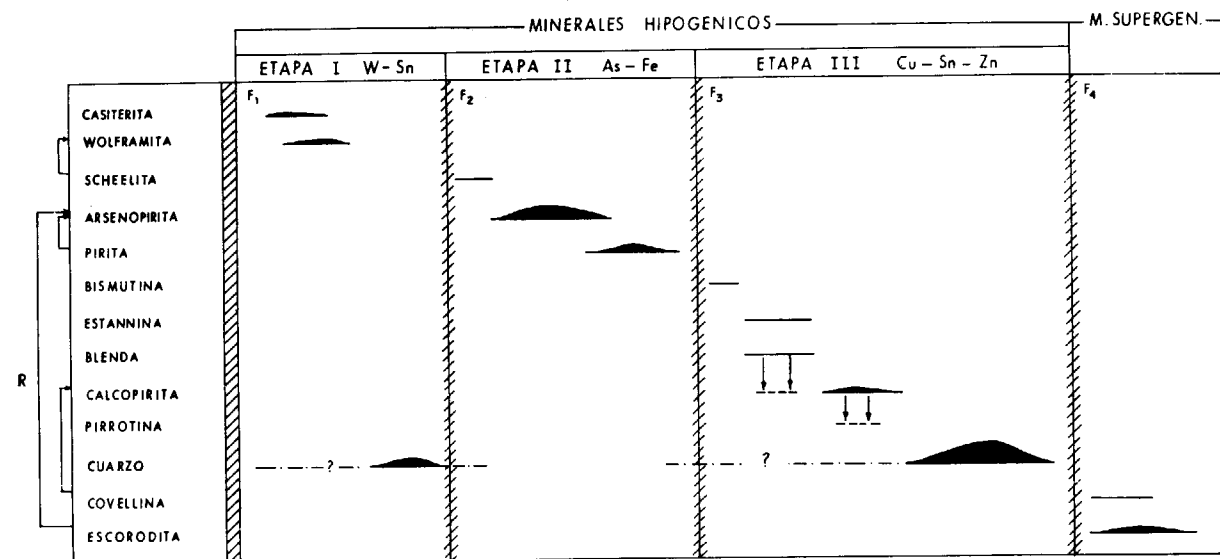 MINERALES HIPOGENICOS
M. SUPERGEN.
ETAPA I W-Sn
ETAPA II As-Fe
ETAPA III Cu-Sn-Zn
F1
F2
F3
F4
CASITERITA
WOLFRAMITA
SCHEELITA
ARSENOPIRITA
PIRITA
BISMUTINA
ESTANNINA
BLENDA
R
CALCOPIRITA
PIRROTINA
CUARZO
?
?
COVELLINA
ESCORODITA